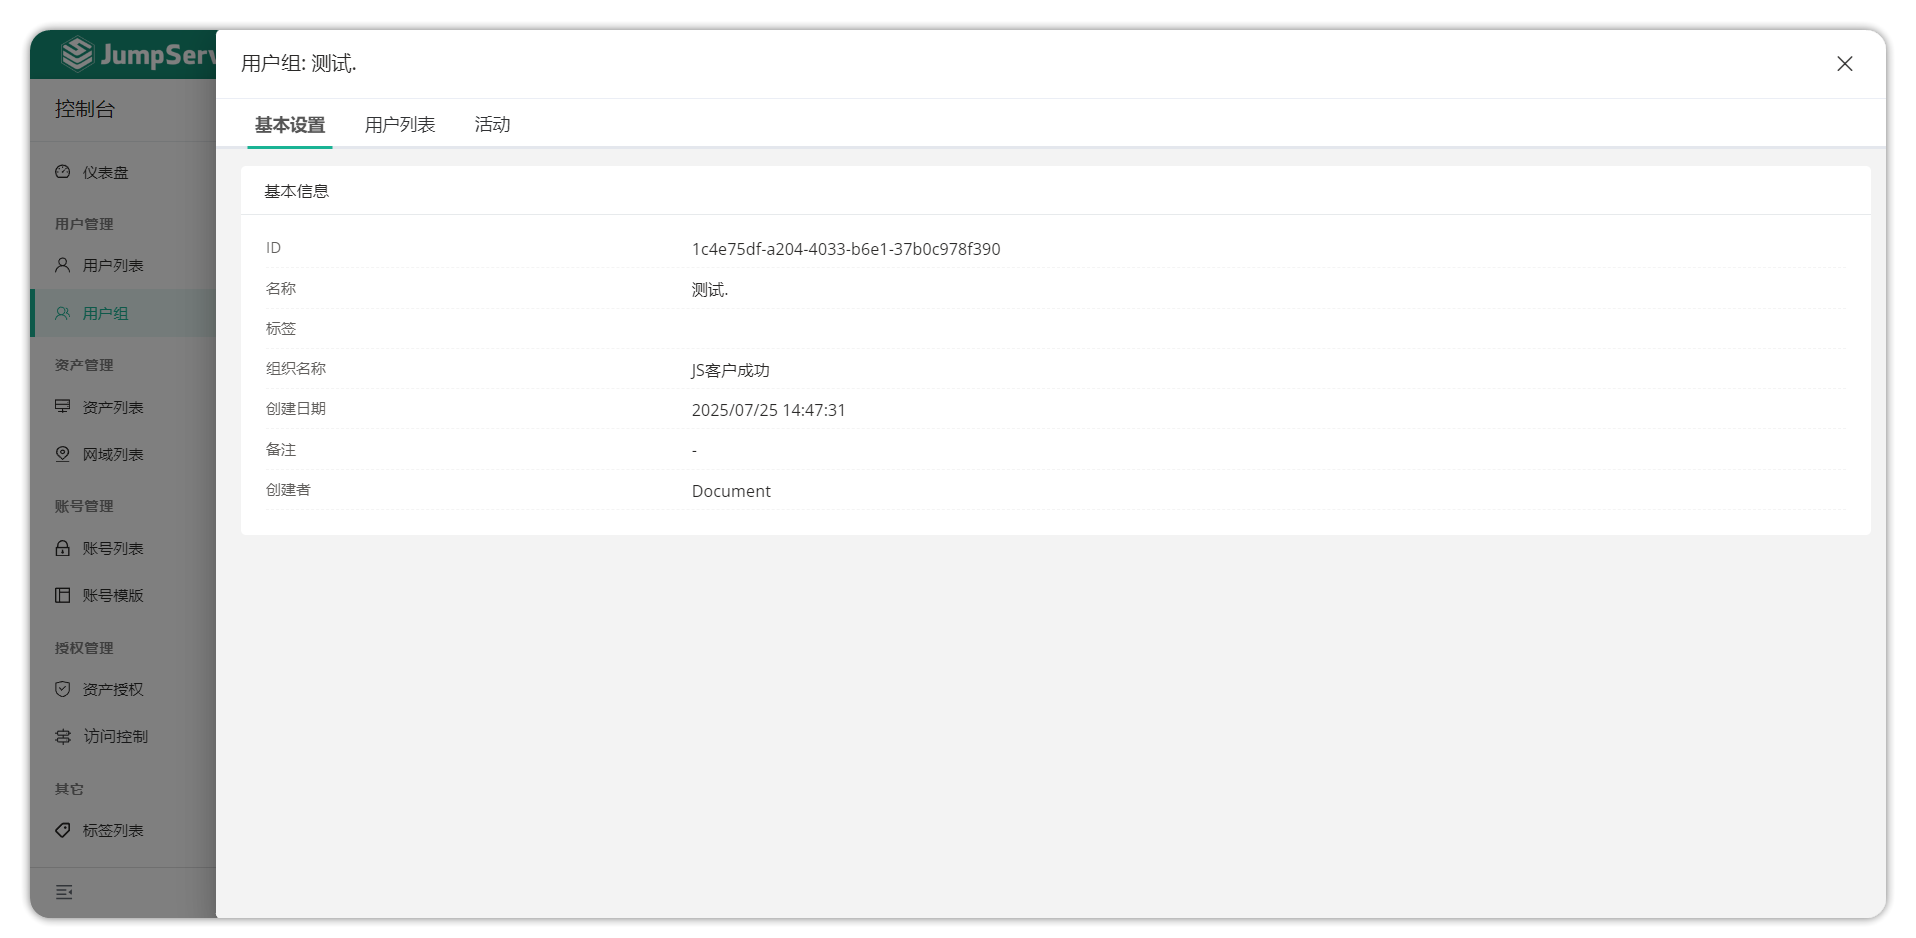 JumpServ
用户组: 测试.
控制台
基本设置
用户列表
活动
仪表盘
用户管理
用户列表
用户组
资产管理
资产列表
网域列表
账号管理
账号列表
账号模版
授权管理
资产授权
访问控制
其它
标签列表
基本信息
ID 1c4e75df-a204-4033-b6e1-37b0c978f390
名称 测试.
标签
组织名称 JS客户成功
创建日期 2025/07/25 14:47:31
备注 -
创建者 Document